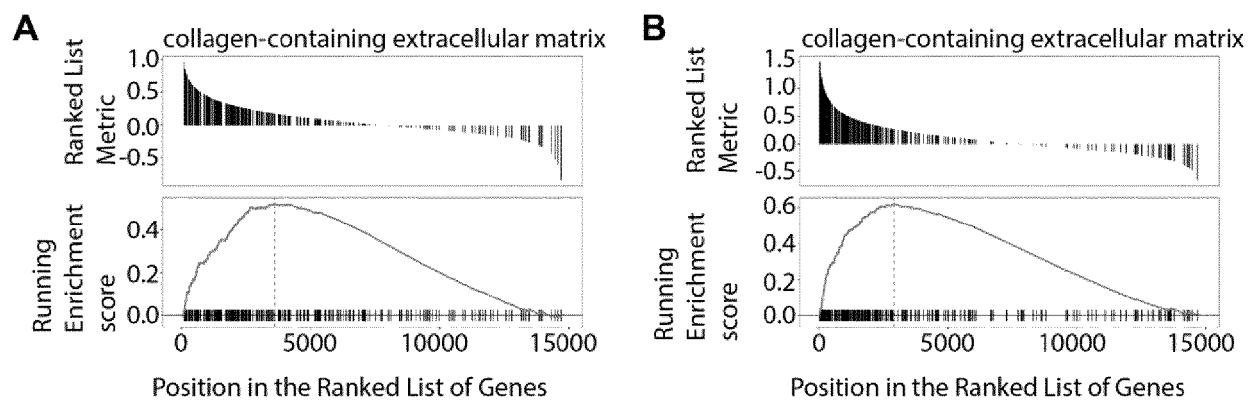 A
collagen-containing extracellular matrix
Ranked List
Metric
1.0
0.5
0.0
-0.5
Running
Enrichment
score
0.4
0.2
0.0
0
5000
10000
15000
Position in the Ranked List of Genes
B
collagen-containing extracellular matrix
Ranked List
Metric
1.5
1.0
0.5
0.0
-0.5
Running
Enrichment
score
0.6
0.4
0.2
0.0
0
5000
10000
15000
Position in the Ranked List of Genes